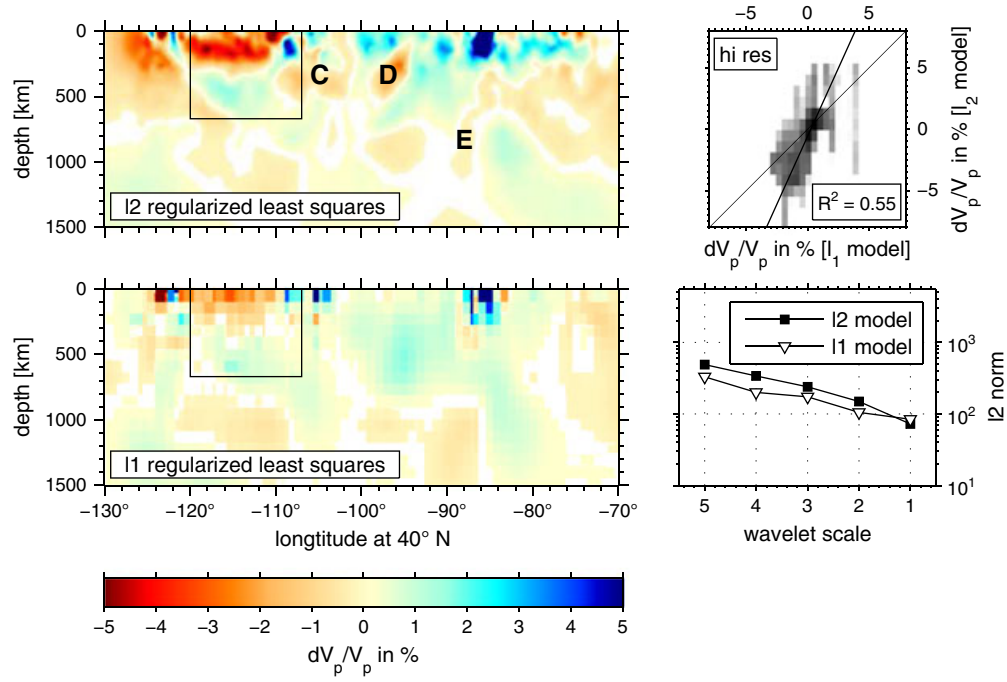 0
500
1000
1500
depth [km]
C
D
E
l2 regularized least squares
0
500
1000
1500
depth [km]
l1 regularized least squares
−130° −120° −110° −100° −90° −80° −70°
longtitude at 40° N
−5 −4 −3 −2 −1 0 1 2 3 4 5
dVp/Vp in %
−5 0 5
hi res
5
0
−5
R2 = 0.55
dVp/Vp in % [l1 model]
dVp/Vp in % [l2 model]
l2 model
l1 model
103
102
101
l2 norm
5 4 3 2 1
wavelet scale